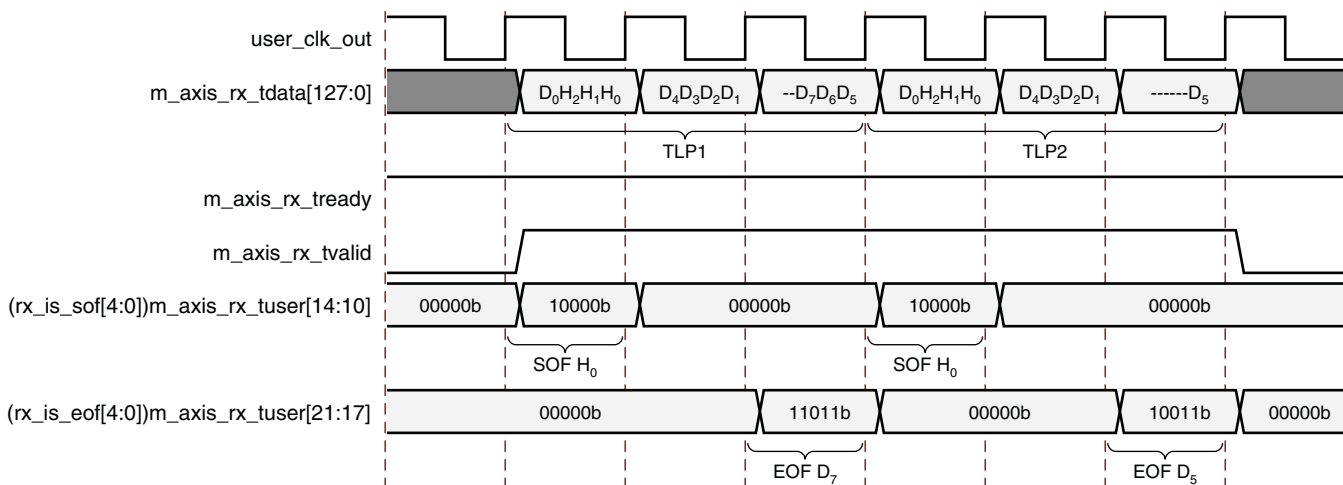 user_clk_out
m_axis_rx_tdata[127:0] D₀H₂H₁H₀ D₄D₃D₂D₁ --D₇D₆D₅ D₀H₂H₁H₀ D₄D₃D₂D₁ ------D₅
TLP1 TLP2
m_axis_rx_tready
m_axis_rx_tvalid
(rx_is_sof[4:0])m_axis_rx_tuser[14:10] 00000b 10000b 00000b 10000b 00000b
SOF H₀ SOF H₀
(rx_is_eof[4:0])m_axis_rx_tuser[21:17] 00000b 11011b 00000b 10011b 00000b
EOF D₇ EOF D₅